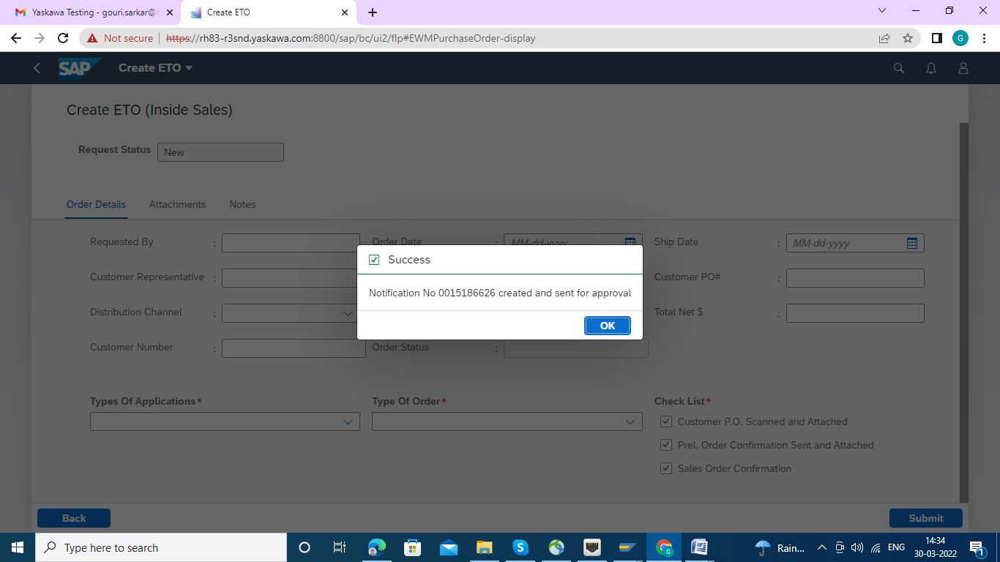 Yaskawa Testing - gouri.sarkar@
Create ETO
Not secure https://rh83-r3snd.yaskawa.com:8800/sap/bc/ui2/flp#EWMPurchaseOrder-display
G
SAP Create ETO
Create ETO (Inside Sales)
Request Status New
Order Details Attachments Notes
Requested By : Order Date : MM-dd-yyyy Ship Date : MM-dd-yyyy
Success
Customer Representative : Customer PO# :
Notification No 0015186626 created and sent for approval
Distribution Channel : Total Net $ :
OK
Customer Number : Order Status :
Types Of Applications* Type Of Order* Check List*
Customer P.O. Scanned and Attached
Prel. Order Confirmation Sent and Attached
Sales Order Confirmation
Back Submit
Type here to search
Rain... ENG 14:34
30-03-2022
1